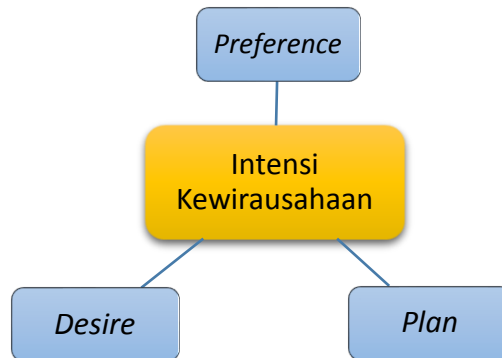 Preference
Intensi
Kewirausahaan
Desire
Plan